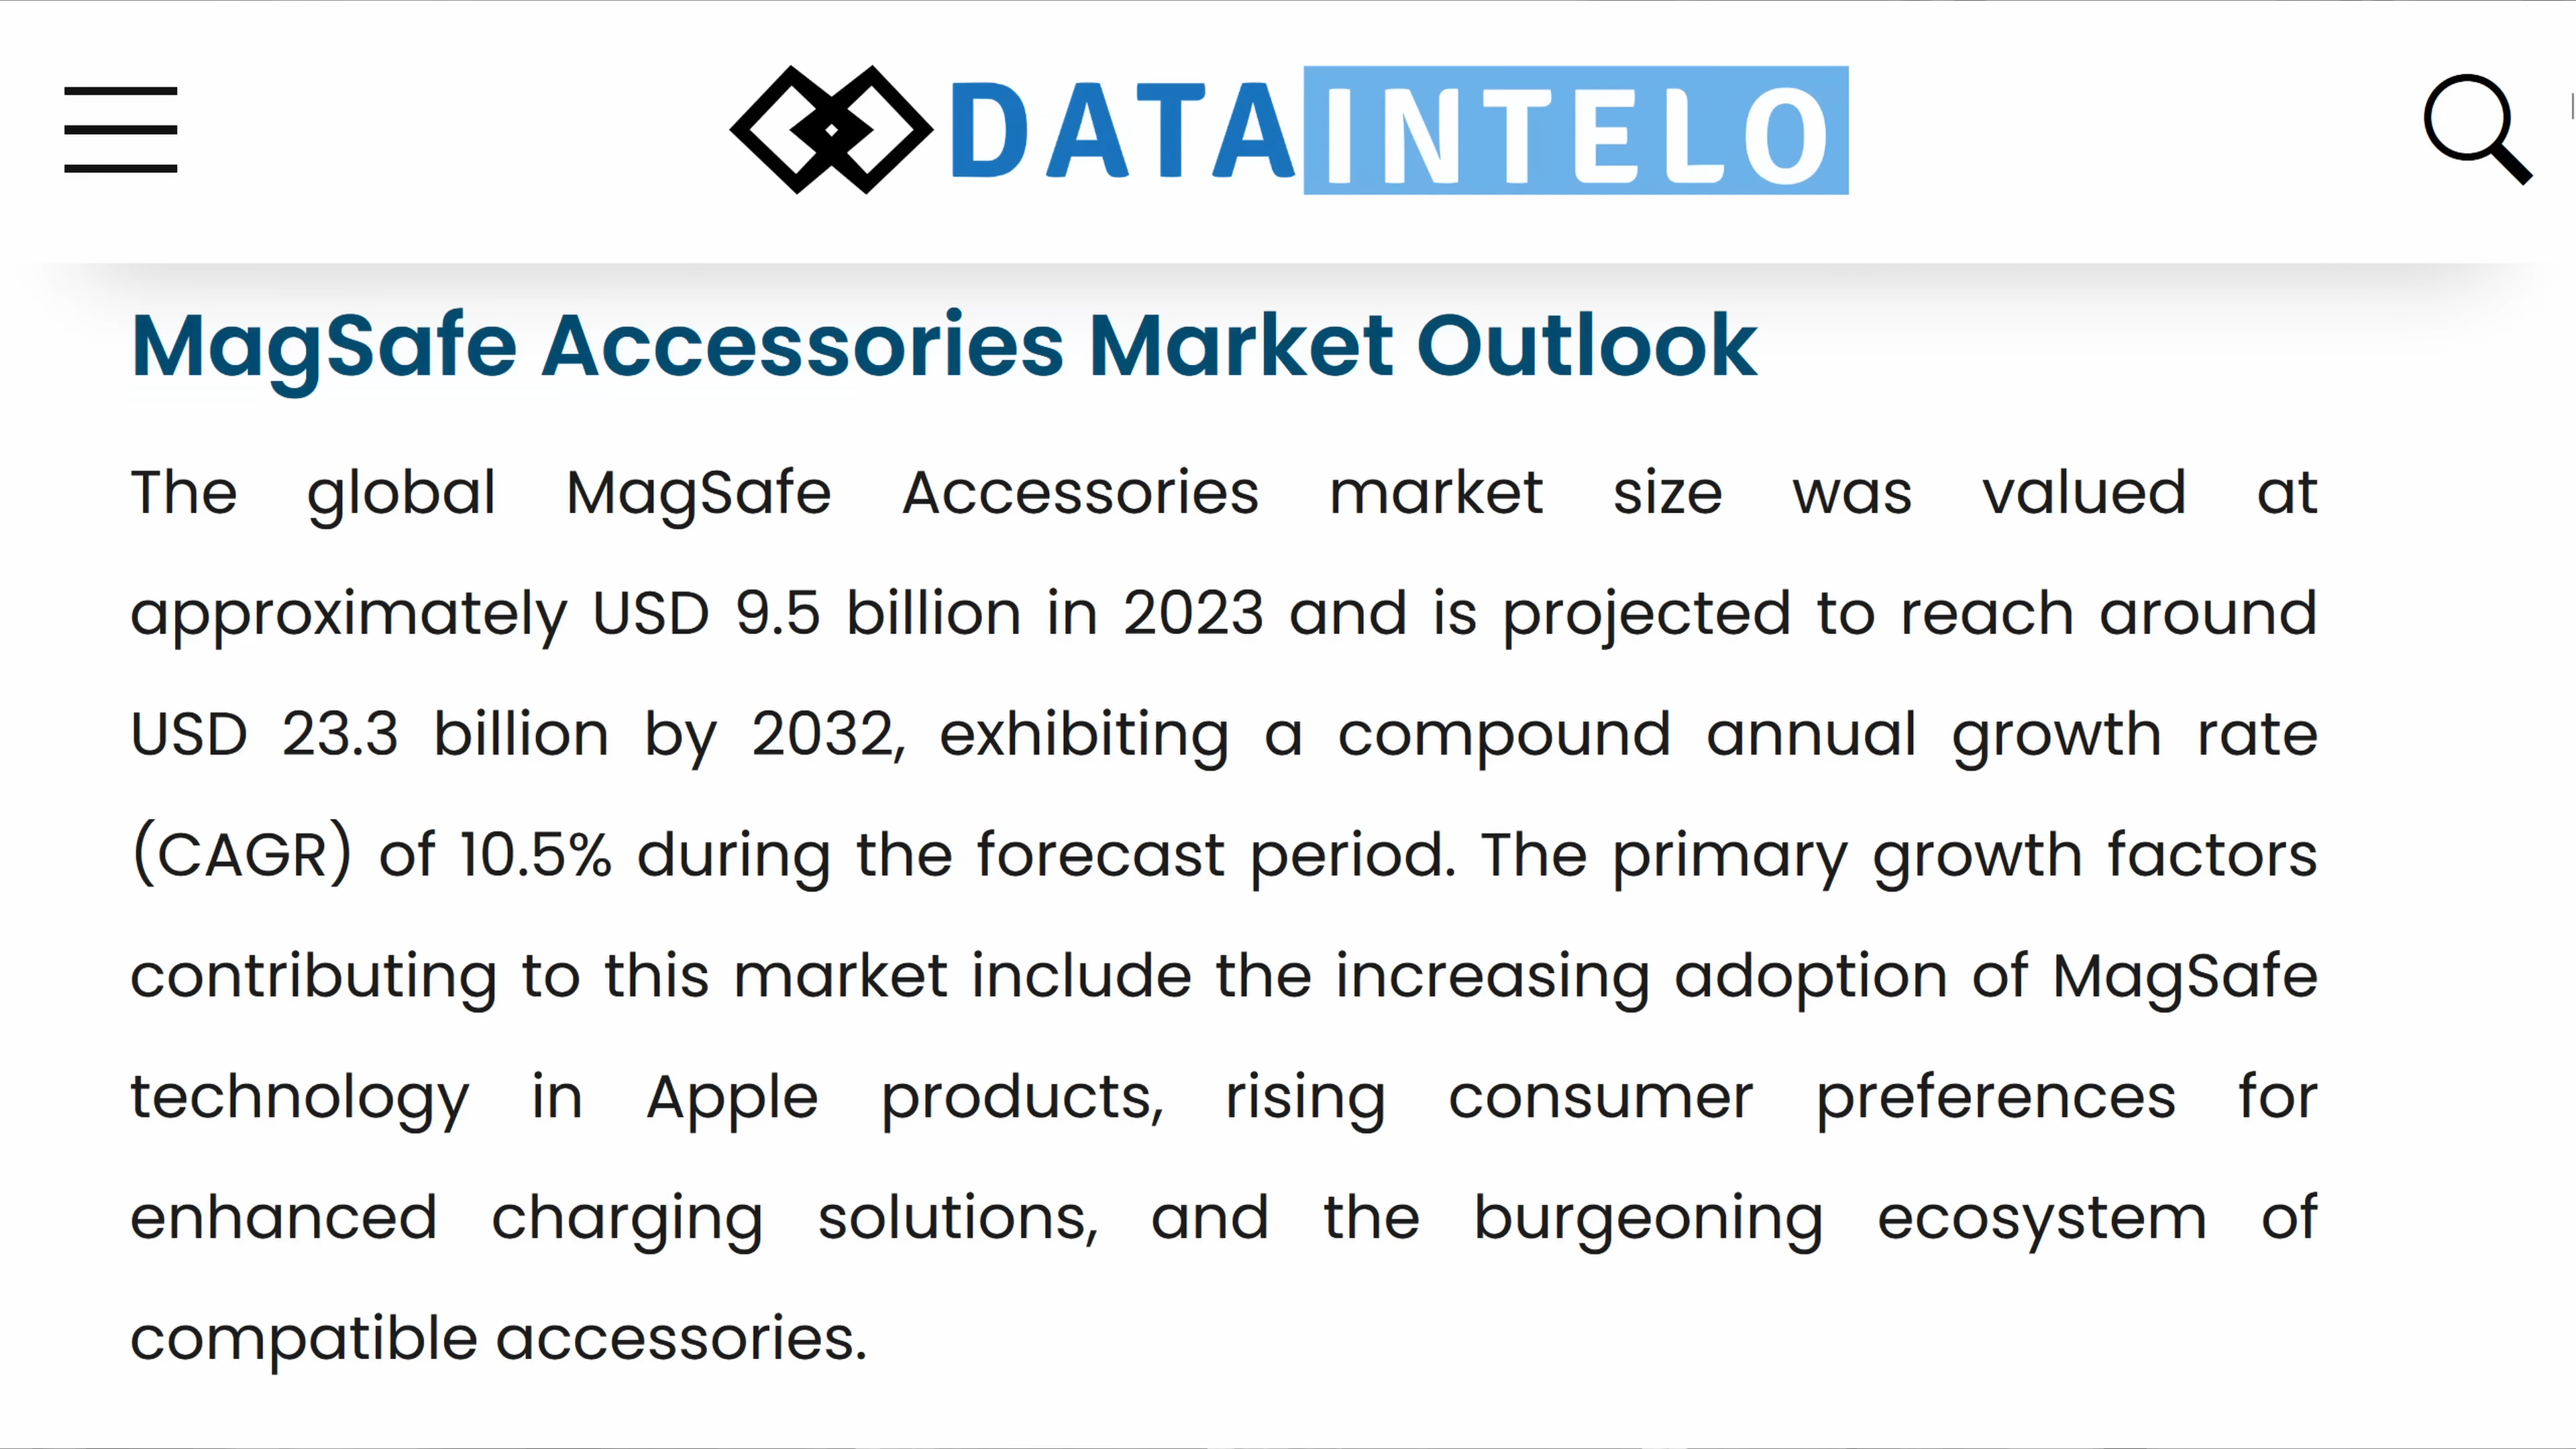 DATAINTELO
MagSafe Accessories Market Outlook
The global MagSafe Accessories market size was valued at
approximately USD 9.5 billion in 2023 and is projected to reach around
USD 23.3 billion by 2032, exhibiting a compound annual growth rate
(CAGR) of 10.5% during the forecast period. The primary growth factors
contributing to this market include the increasing adoption of MagSafe
technology in Apple products, rising consumer preferences for
enhanced charging solutions, and the burgeoning ecosystem of
compatible accessories.